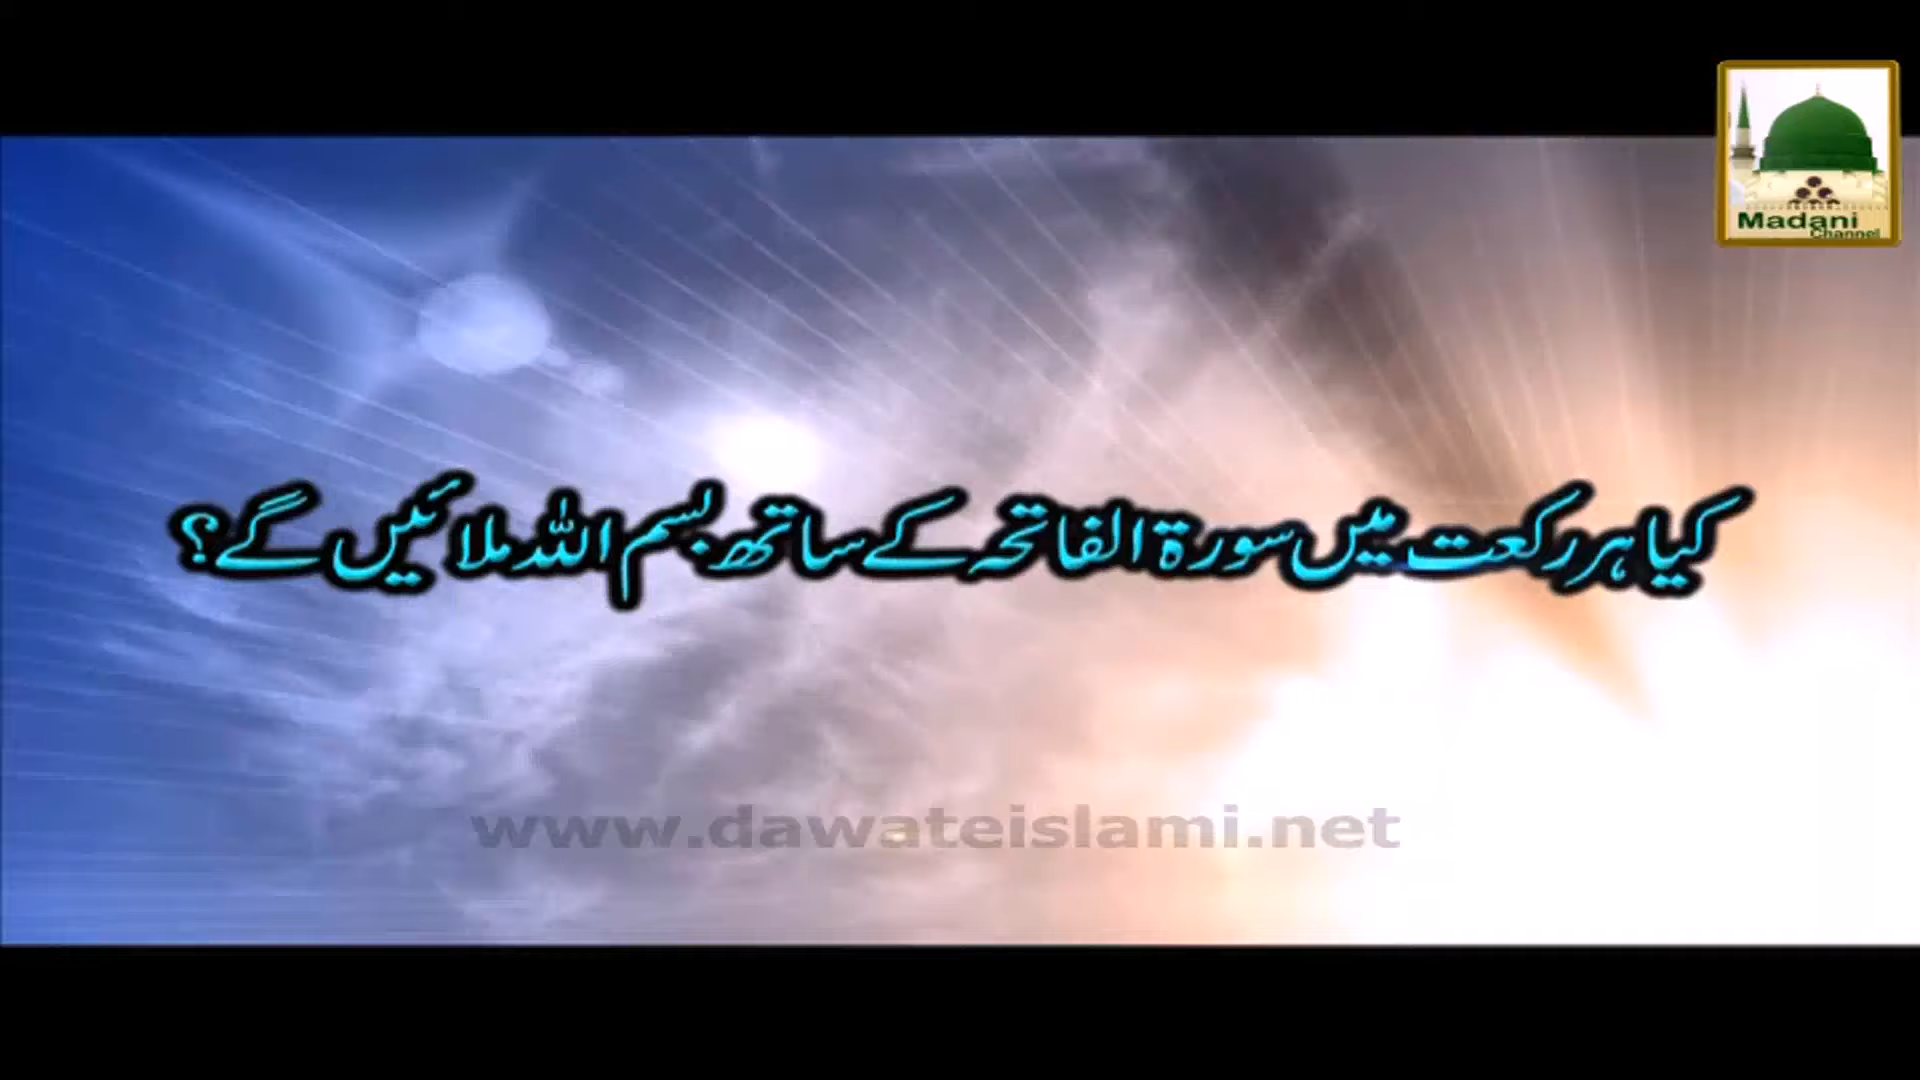 Madani
Channel
کیا ہر رکعت میں سورۃ الفاتحہ کے ساتھ بسم اللہ ملائیں گے؟
www.dawateislami.net